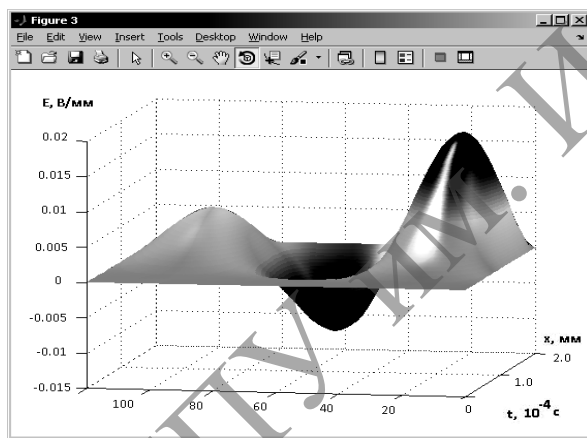 Figure 3
File Edit View Insert Tools Desktop Window Help
E, В/мм
0.02
0.015
0.01
0.005
0
-0.005
-0.01
-0.015
100 80 60 40 20 0
t, 10⁻⁴ с
x, мм
2.0
1.0
ПУ им. И